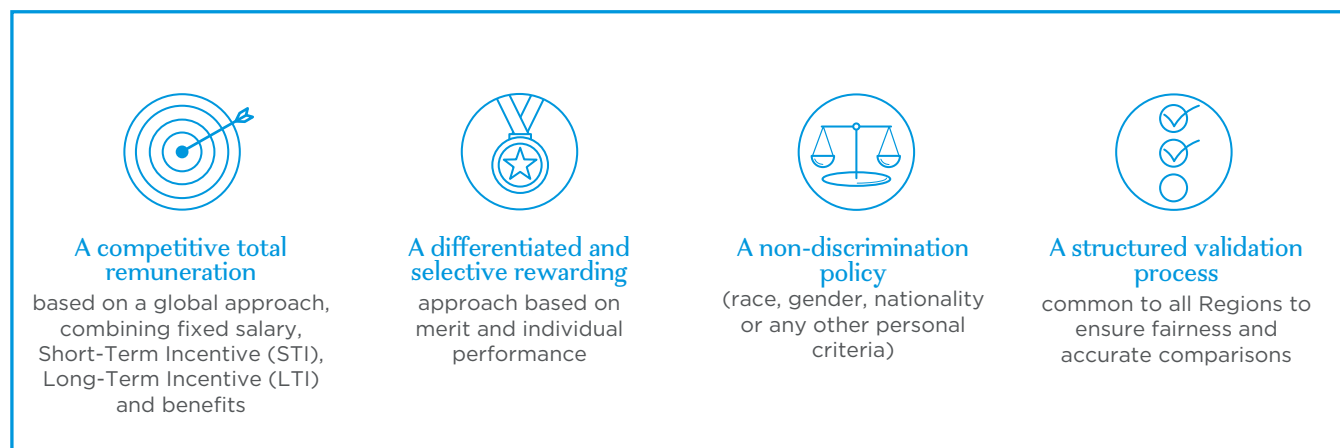 A competitive total
remuneration
based on a global approach,
combining fixed salary,
Short-Term Incentive (STI),
Long-Term Incentive (LTI)
and benefits
A differentiated and
selective rewarding
approach based on
merit and individual
performance
A non-discrimination
policy
(race, gender, nationality
or any other personal
criteria)
A structured validation
process
common to all Regions to
ensure fairness and
accurate comparisons